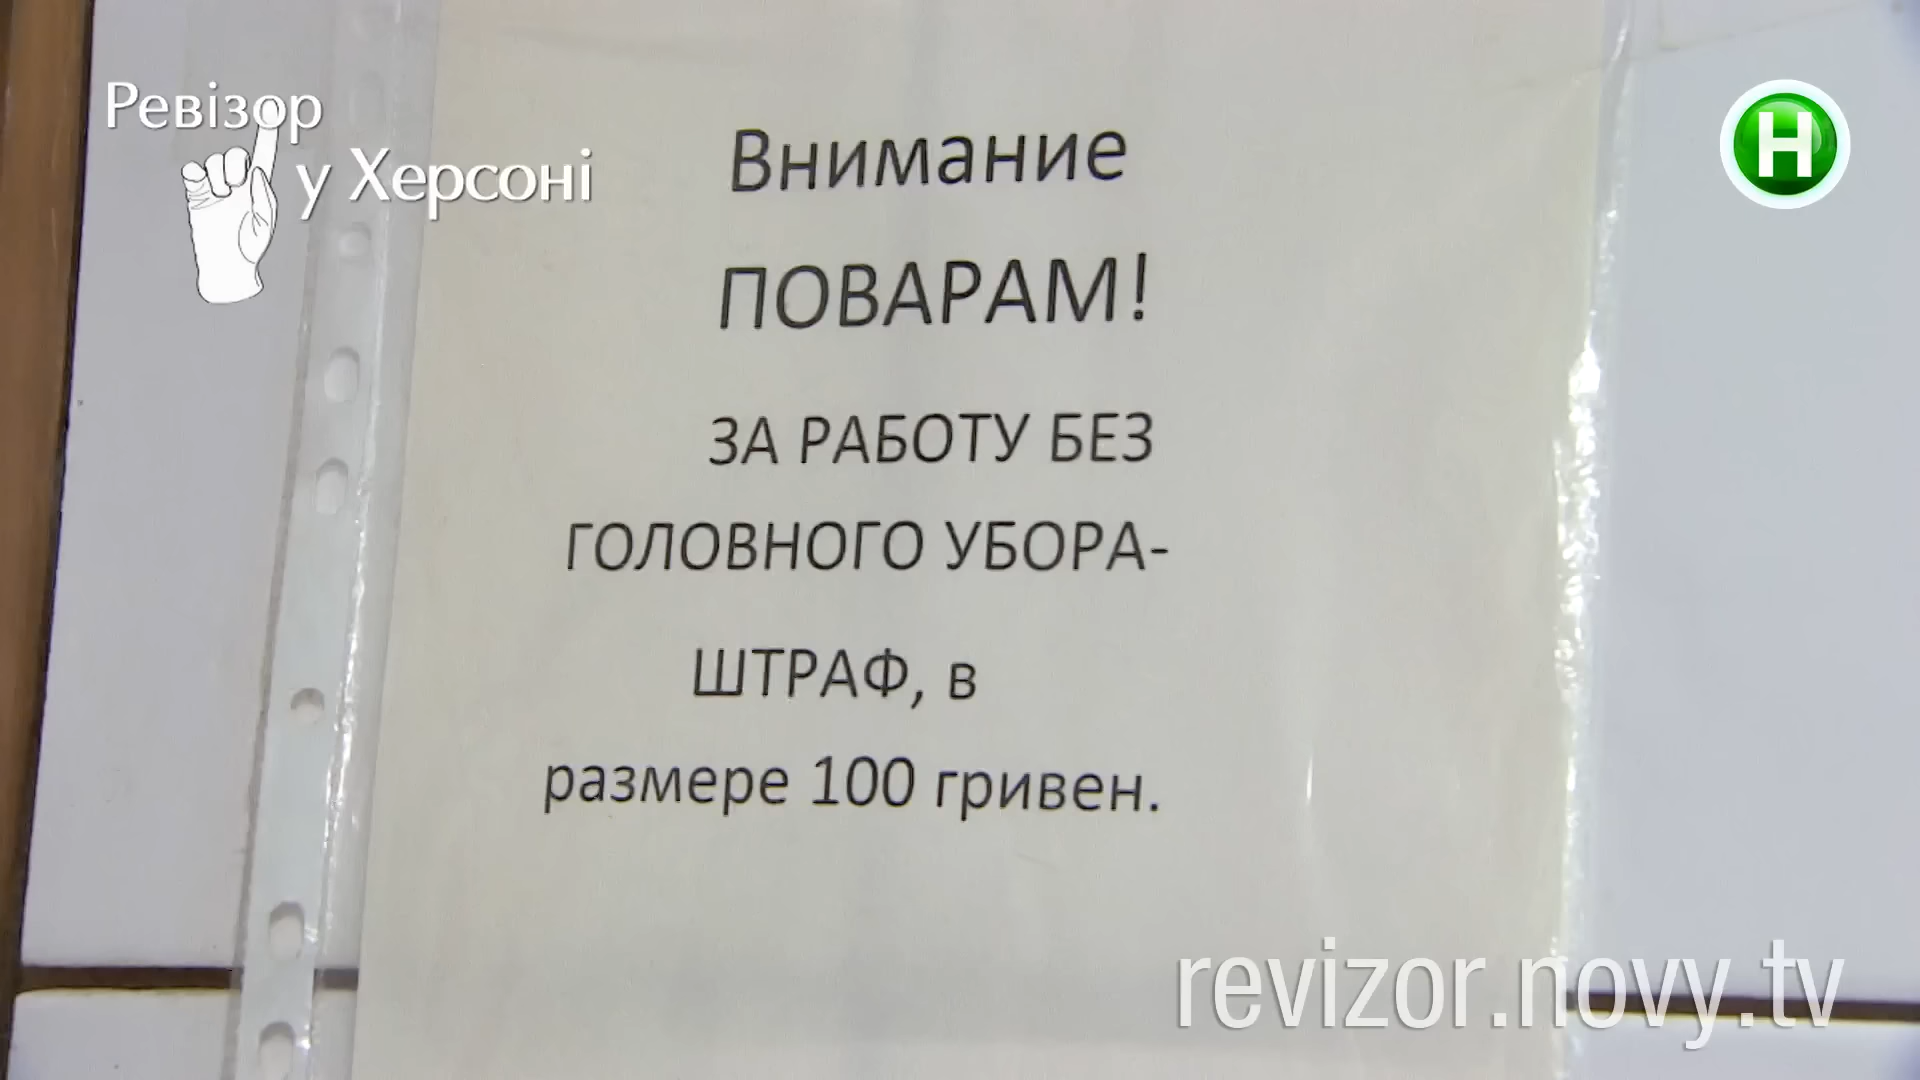 Ревізор
у Херсоні
Н
Внимание
ПОВАРАМ!
ЗА РАБОТУ БЕЗ
ГОЛОВНОГО УБОРА-
ШТРАФ, в
размере 100 гривен.
revizor.novy.tv